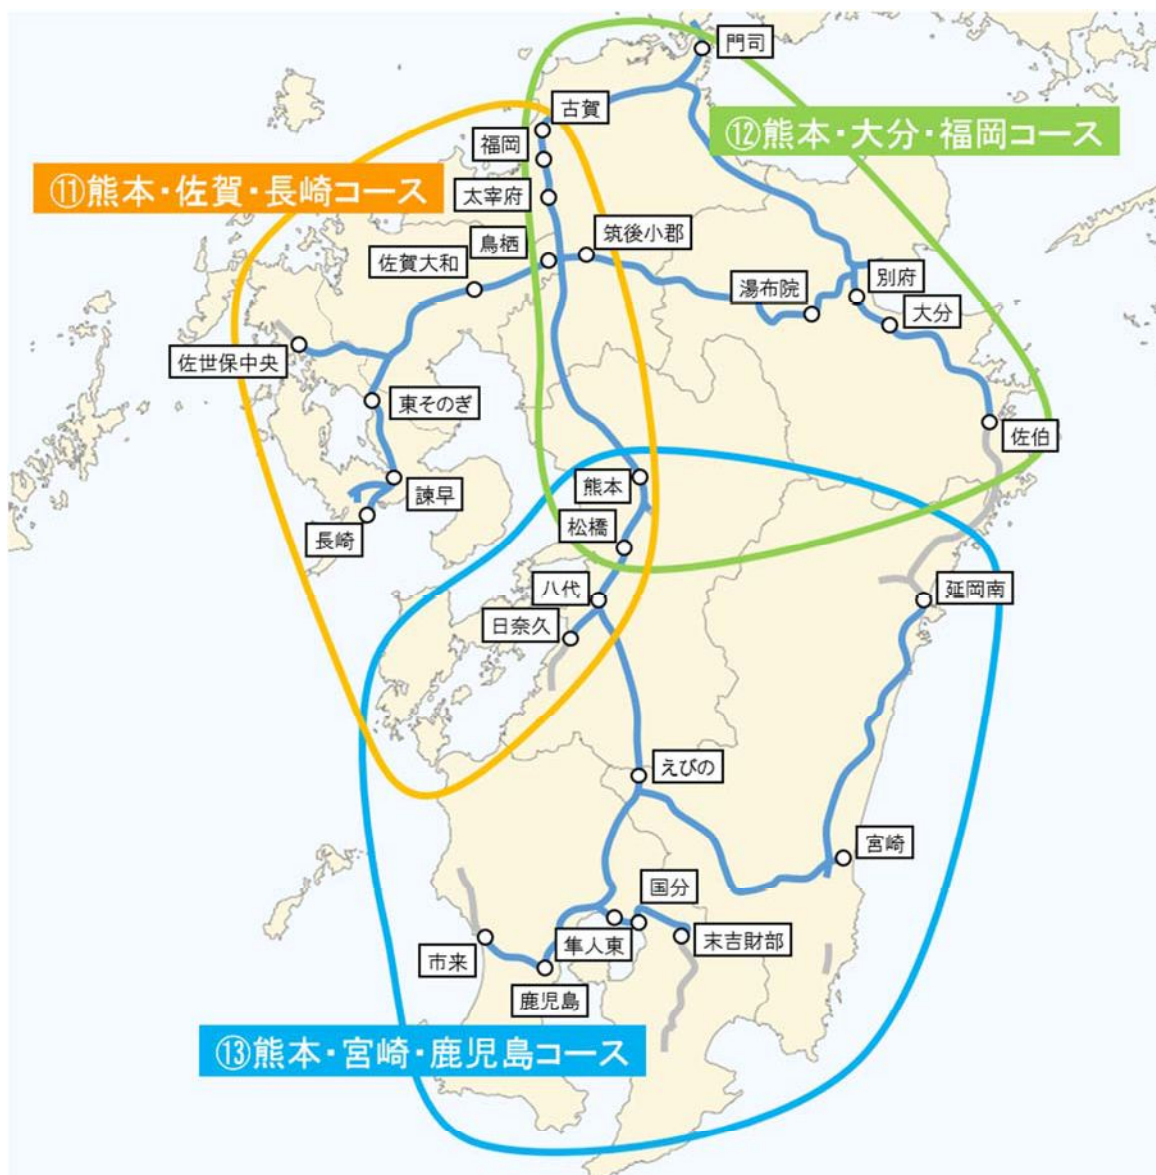 門司
古賀
⑫熊本・大分・福岡コース
福岡
⑪熊本・佐賀・長崎コース
太宰府
鳥栖
筑後小郡
佐賀大和
湯布院
別府
大分
佐世保中央
東そのぎ
佐伯
諫早
熊本
長崎
松橋
八代
延岡南
日奈久
えびの
宮崎
国分
市来
隼人東
末吉財部
鹿児島
⑬熊本・宮崎・鹿児島コース